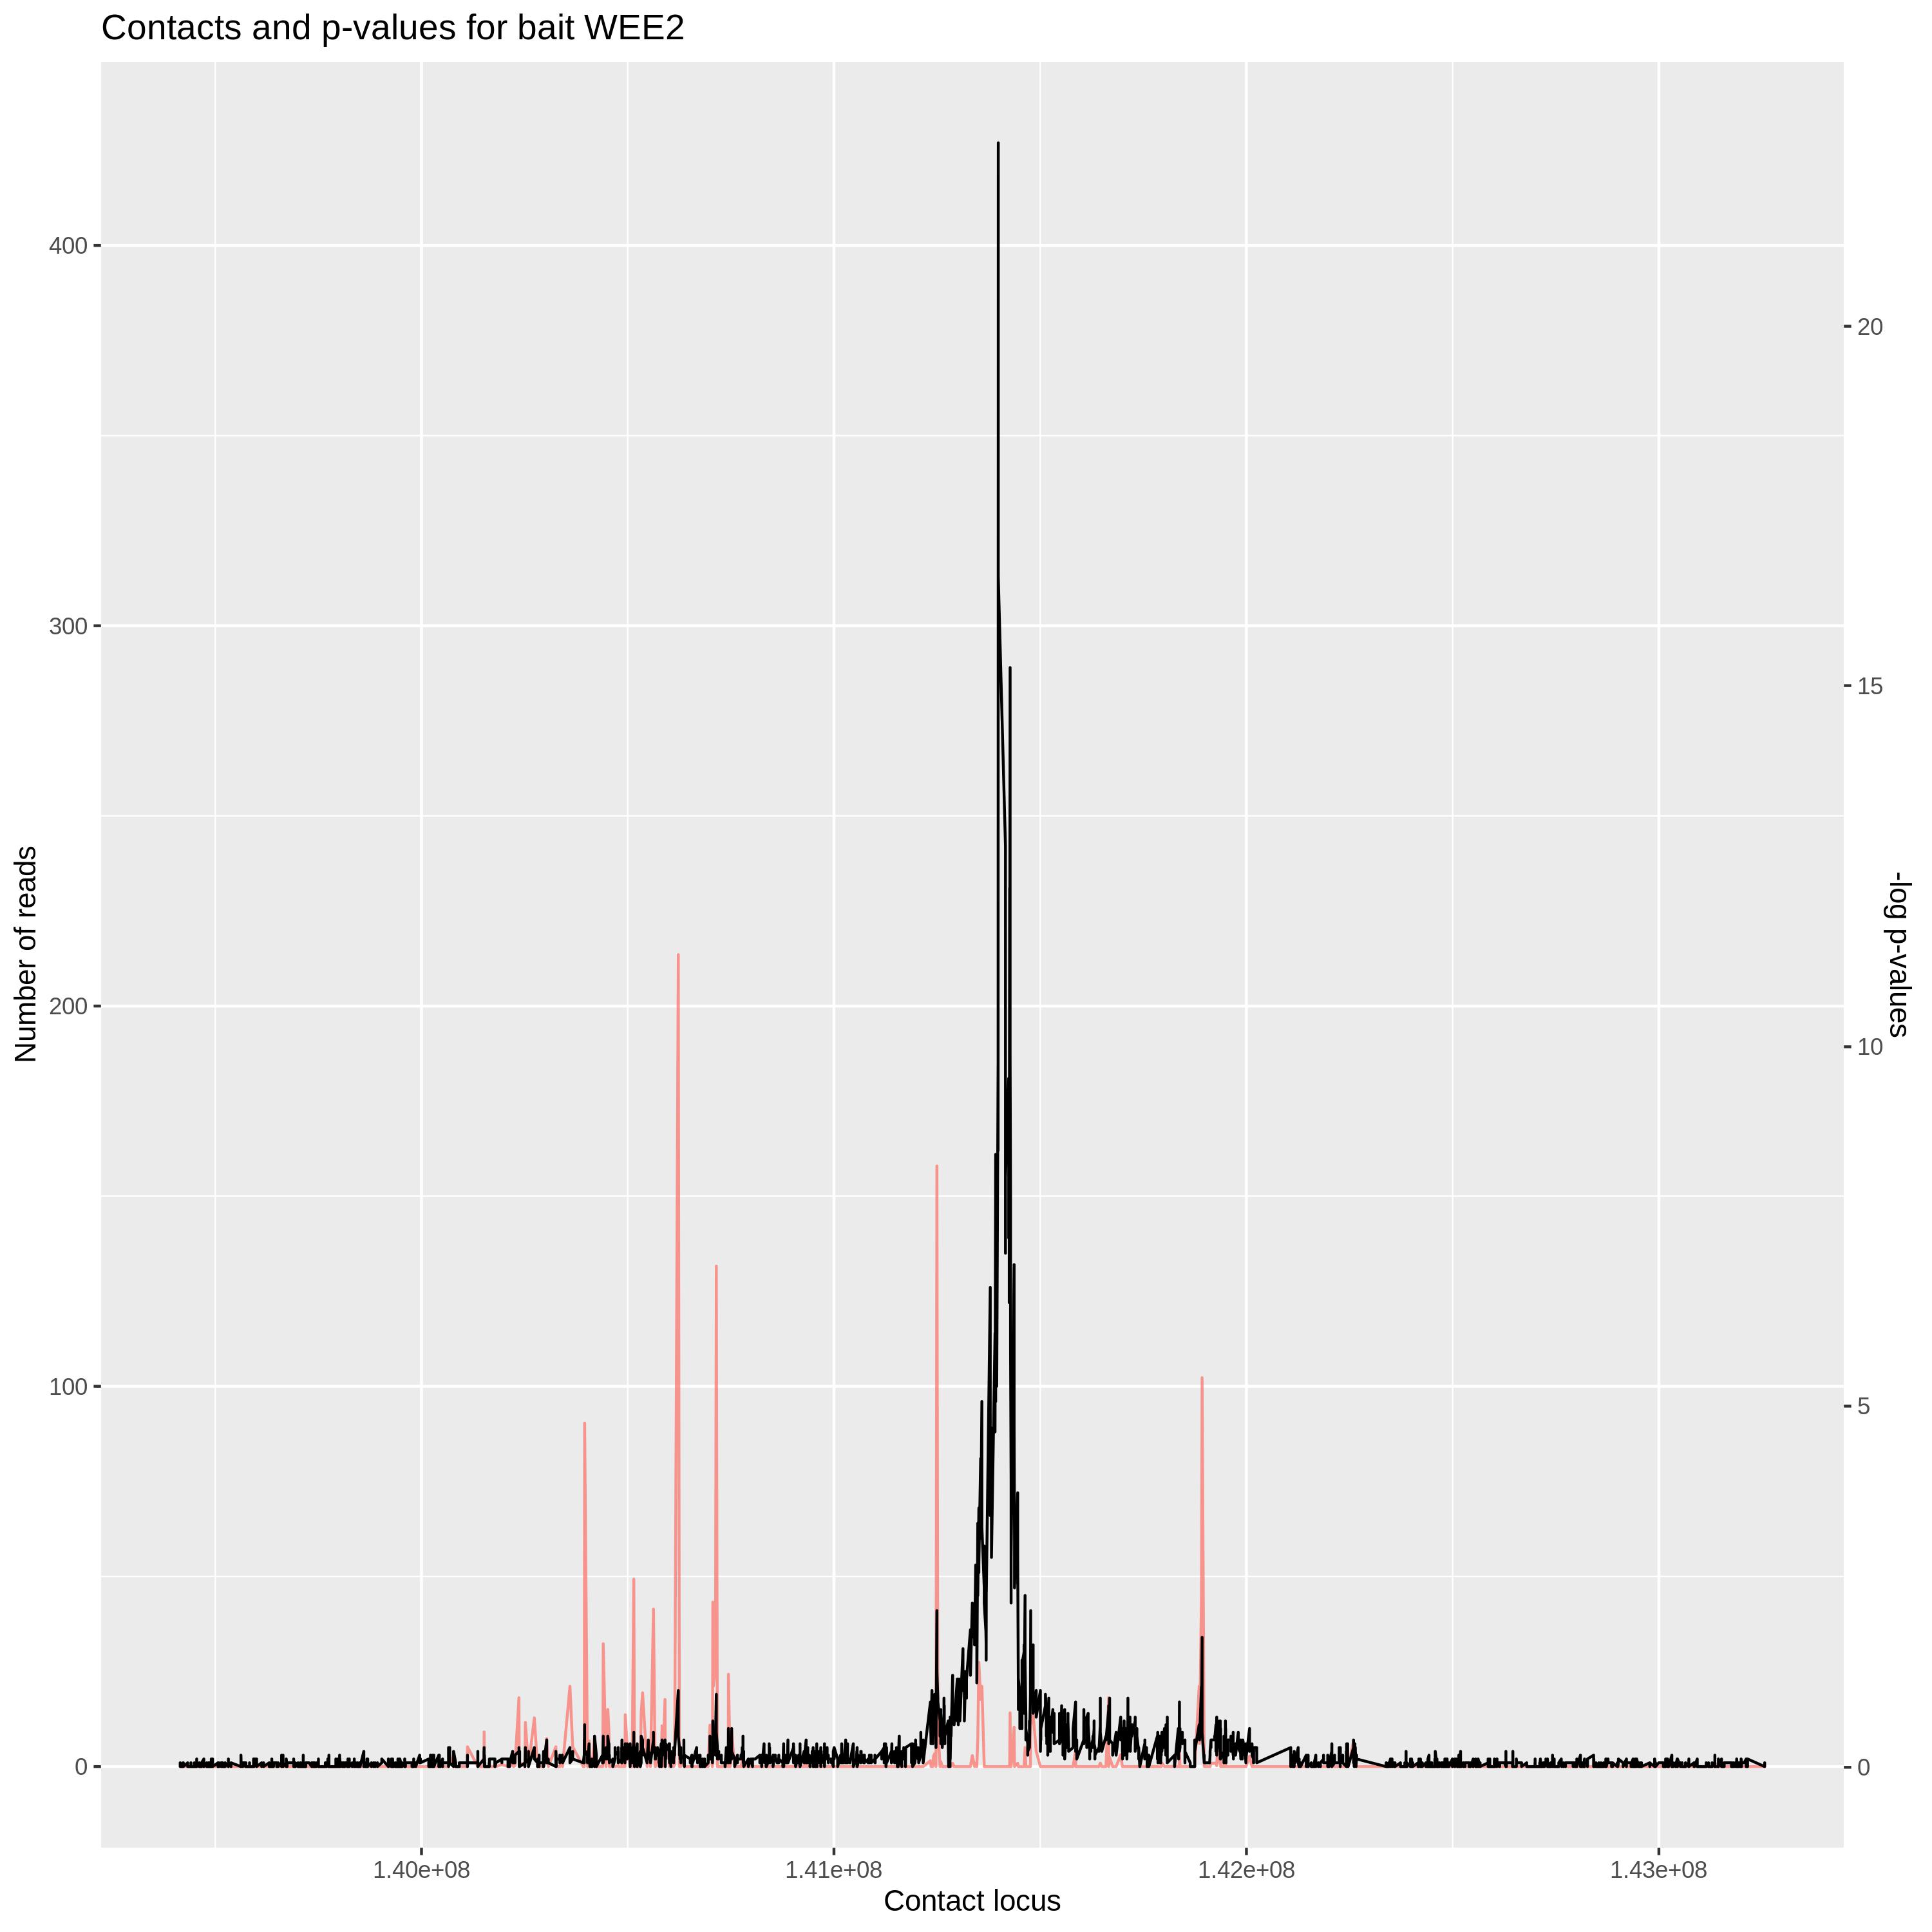 Contacts and p-values for bait WEE2
400
300
200
100
0
Number of reads
20
15
10
5
0
-log p-values
1.40e+08
1.41e+08
1.42e+08
1.43e+08
Contact locus